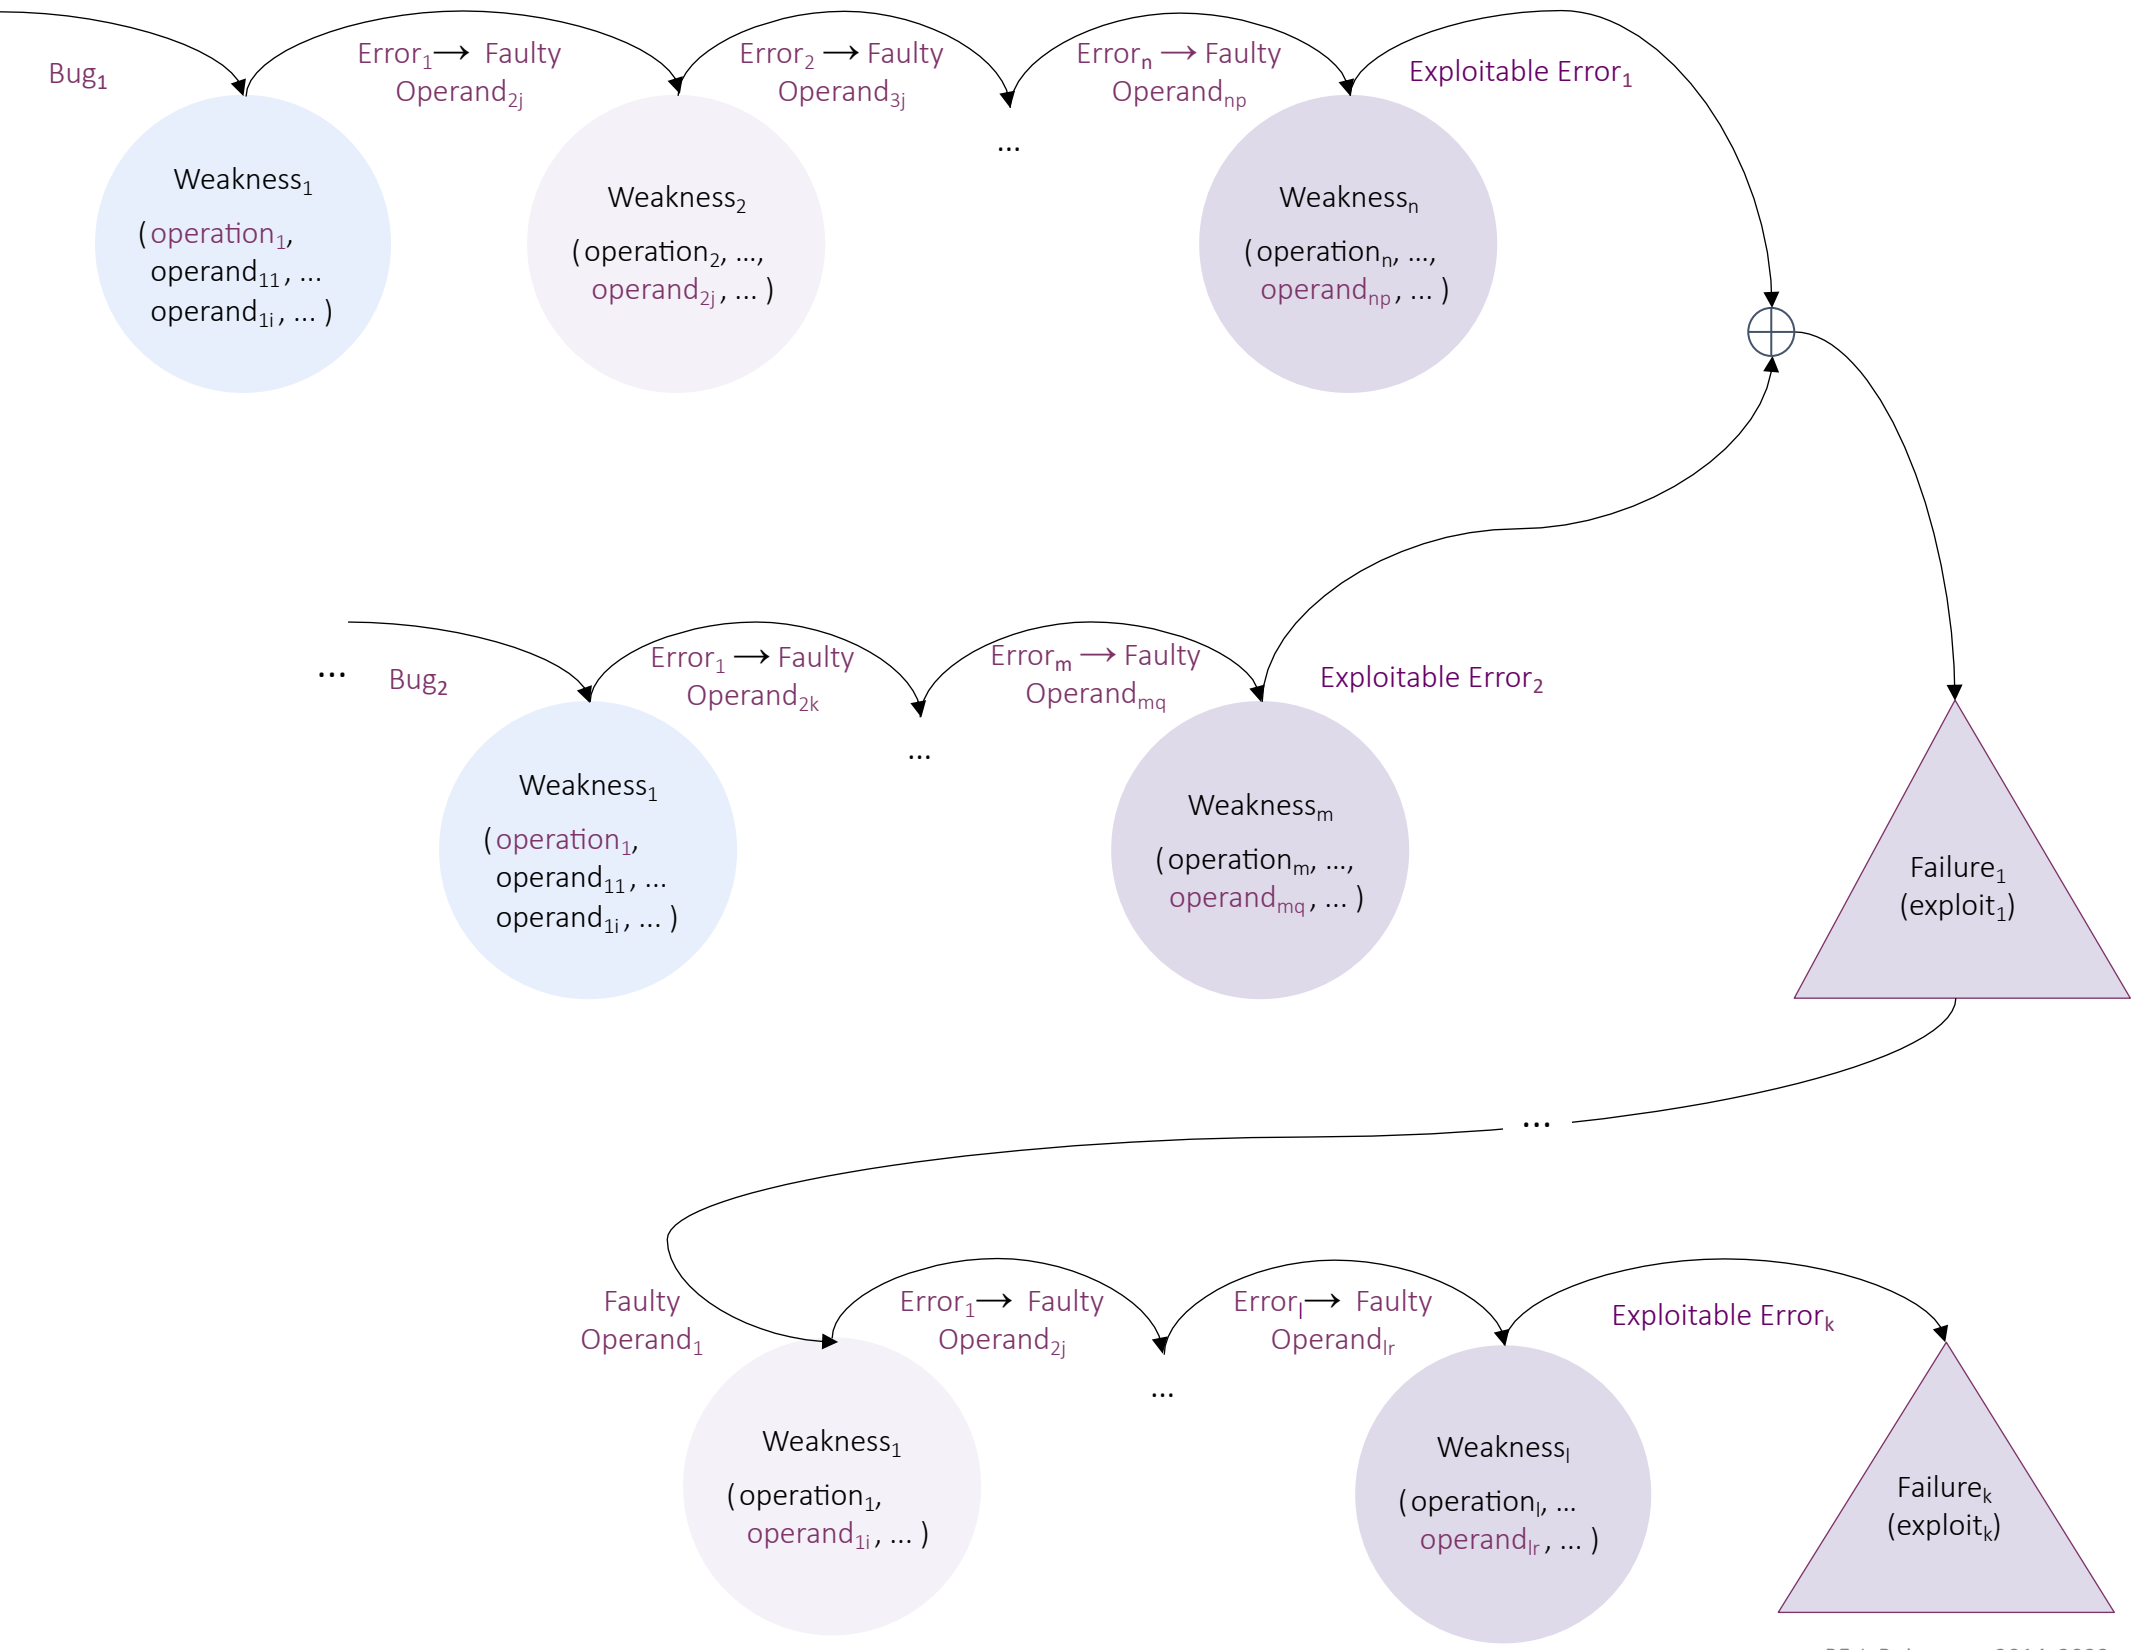 Bug₁
Error₁→ Faulty
Operand₂ⱼ
Error₂ → Faulty
Operand₃ⱼ
...
Errorₙ → Faulty
Operandₙₚ
Exploitable Error₁
Weakness₁
(operation₁,
operand₁₁, ...
operand₁ᵢ, ... )
Weakness₂
(operation₂, ...,
operand₂ⱼ, ... )
Weaknessₙ
(operationₙ, ...,
operandₙₚ, ... )
...
Bug₂
Error₁ → Faulty
Operand₂ₖ
...
Errorₘ → Faulty
Operand_mq
Exploitable Error₂
Weakness₁
(operation₁,
operand₁₁, ...
operand₁ᵢ, ... )
Weaknessₘ
(operationₘ, ...,
operand_mq, ... )
Failure₁
(exploit₁)
...
Faulty
Operand₁
Error₁→ Faulty
Operand₂ⱼ
...
Errorₗ→ Faulty
Operandₗᵣ
Exploitable Errorₖ
Weakness₁
(operation₁,
operand₁ᵢ, ... )
Weaknessₗ
(operationₗ, ...
operandₗᵣ, ... )
Failureₖ
(exploitₖ)